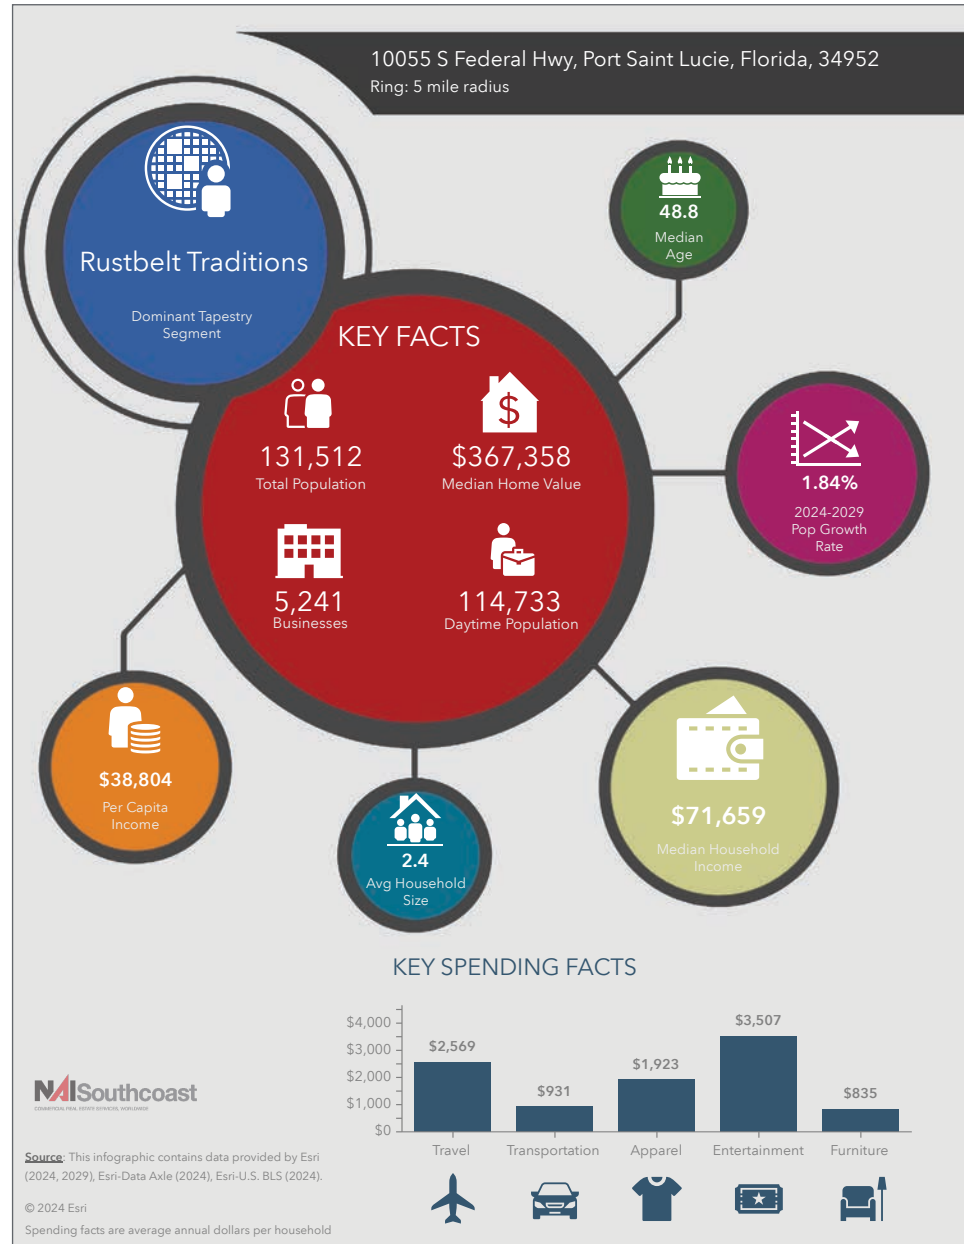 10055 S Federal Hwy, Port Saint Lucie, Florida, 34952
Ring: 5 mile radius
Rustbelt Traditions
Dominant Tapestry
Segment
48.8
Median
Age
KEY FACTS
131,512
Total Population
$367,358
Median Home Value
5,241
Businesses
114,733
Daytime Population
1.84%
2024-2029
Pop Growth
Rate
$38,804
Per Capita
Income
2.4
Avg Household
Size
$71,659
Median Household
Income
KEY SPENDING FACTS
$4,000
$3,000
$2,000
$1,000
$0
$2,569
$931
$1,923
$3,507
$835
Travel
Transportation
Apparel
Entertainment
Furniture
NAISouthcoast
COMMERCIAL REAL ESTATE SERVICES, WORLDWIDE
Source: This infographic contains data provided by Esri
(2024, 2029), Esri-Data Axle (2024), Esri-U.S. BLS (2024).
© 2024 Esri
Spending facts are average annual dollars per household